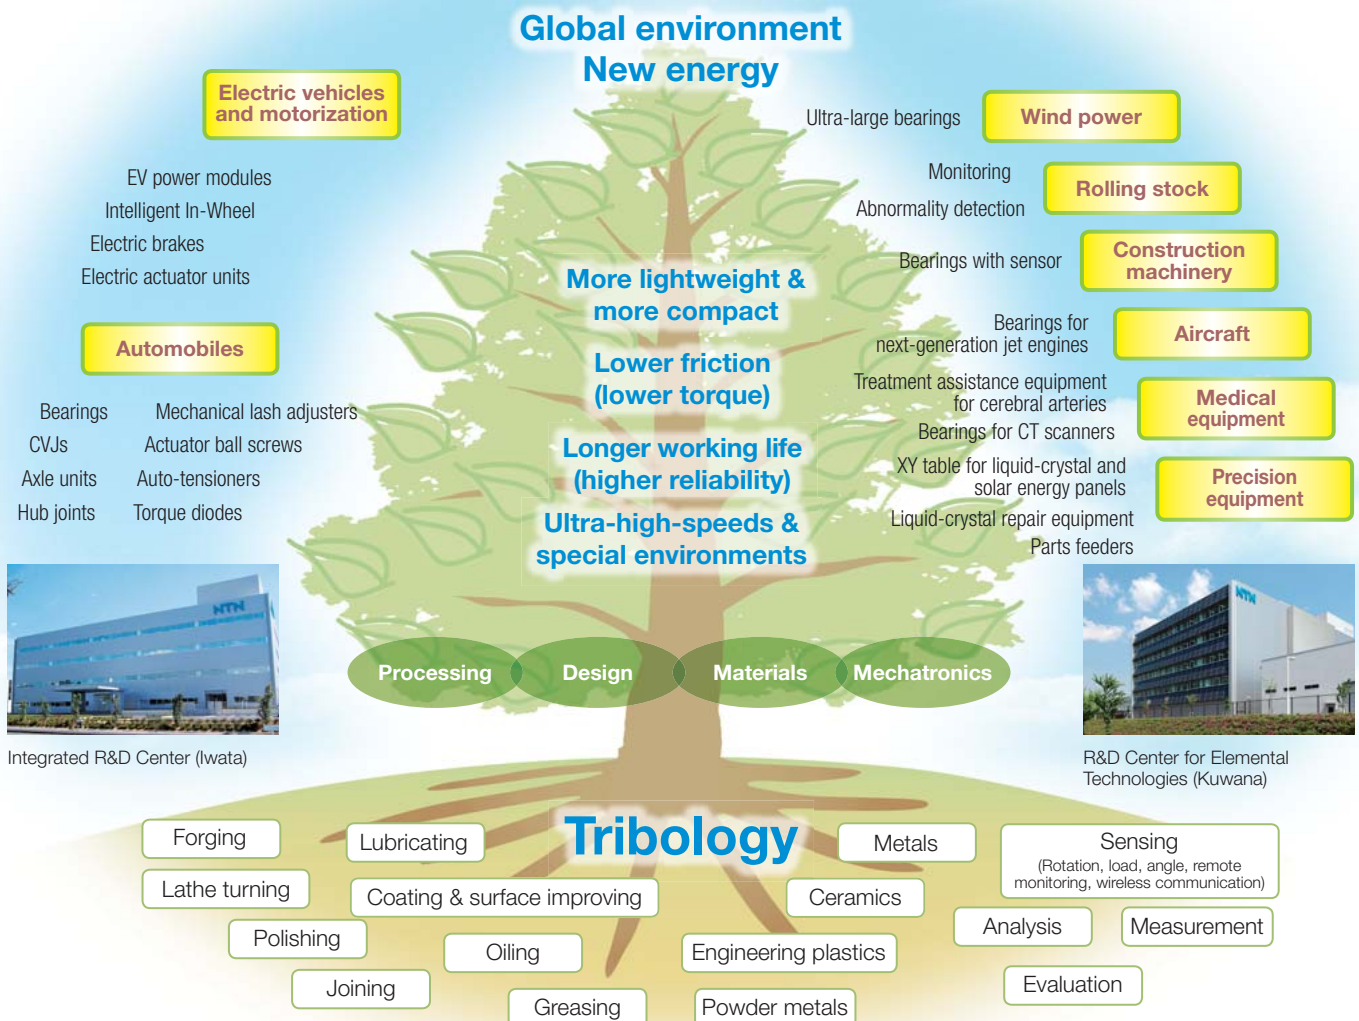 Global environment
New energy
Electric vehicles
and motorization
EV power modules
Intelligent In-Wheel
Electric brakes
Electric actuator units
Automobiles
Bearings
Mechanical lash adjusters
CVJs
Actuator ball screws
Axle units
Auto-tensioners
Hub joints
Torque diodes
More lightweight &
more compact
Lower friction
(lower torque)
Longer working life
(higher reliability)
Ultra-high-speeds &
special environments
Ultra-large bearings
Wind power
Monitoring
Abnormality detection
Rolling stock
Bearings with sensor
Construction
machinery
Bearings for
next-generation jet engines
Aircraft
Treatment assistance equipment
for cerebral arteries
Bearings for CT scanners
Medical
equipment
XY table for liquid-crystal and
solar energy panels
Liquid-crystal repair equipment
Parts feeders
Precision
equipment
NTN
Integrated R&D Center (Iwata)
Processing
Design
Materials
Mechatronics
NTN
R&D Center for Elemental
Technologies (Kuwana)
Tribology
Forging
Lubricating
Metals
Sensing
(Rotation, load, angle, remote
monitoring, wireless communication)
Lathe turning
Coating & surface improving
Ceramics
Analysis
Measurement
Polishing
Oiling
Engineering plastics
Joining
Evaluation
Greasing
Powder metals